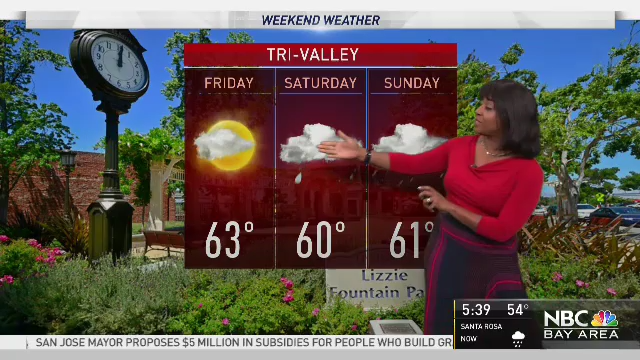 WEEKEND WEATHER
TRI-VALLEY
FRIDAY SATURDAY SUNDAY
63° 60° 61°
Lizzie
Fountain Pa
5:39 54°
SANTA ROSA
NOW
NBC
BAY AREA
SAN JOSE MAYOR PROPOSES $5 MILLION IN SUBSIDIES FOR PEOPLE WHO BUILD GR